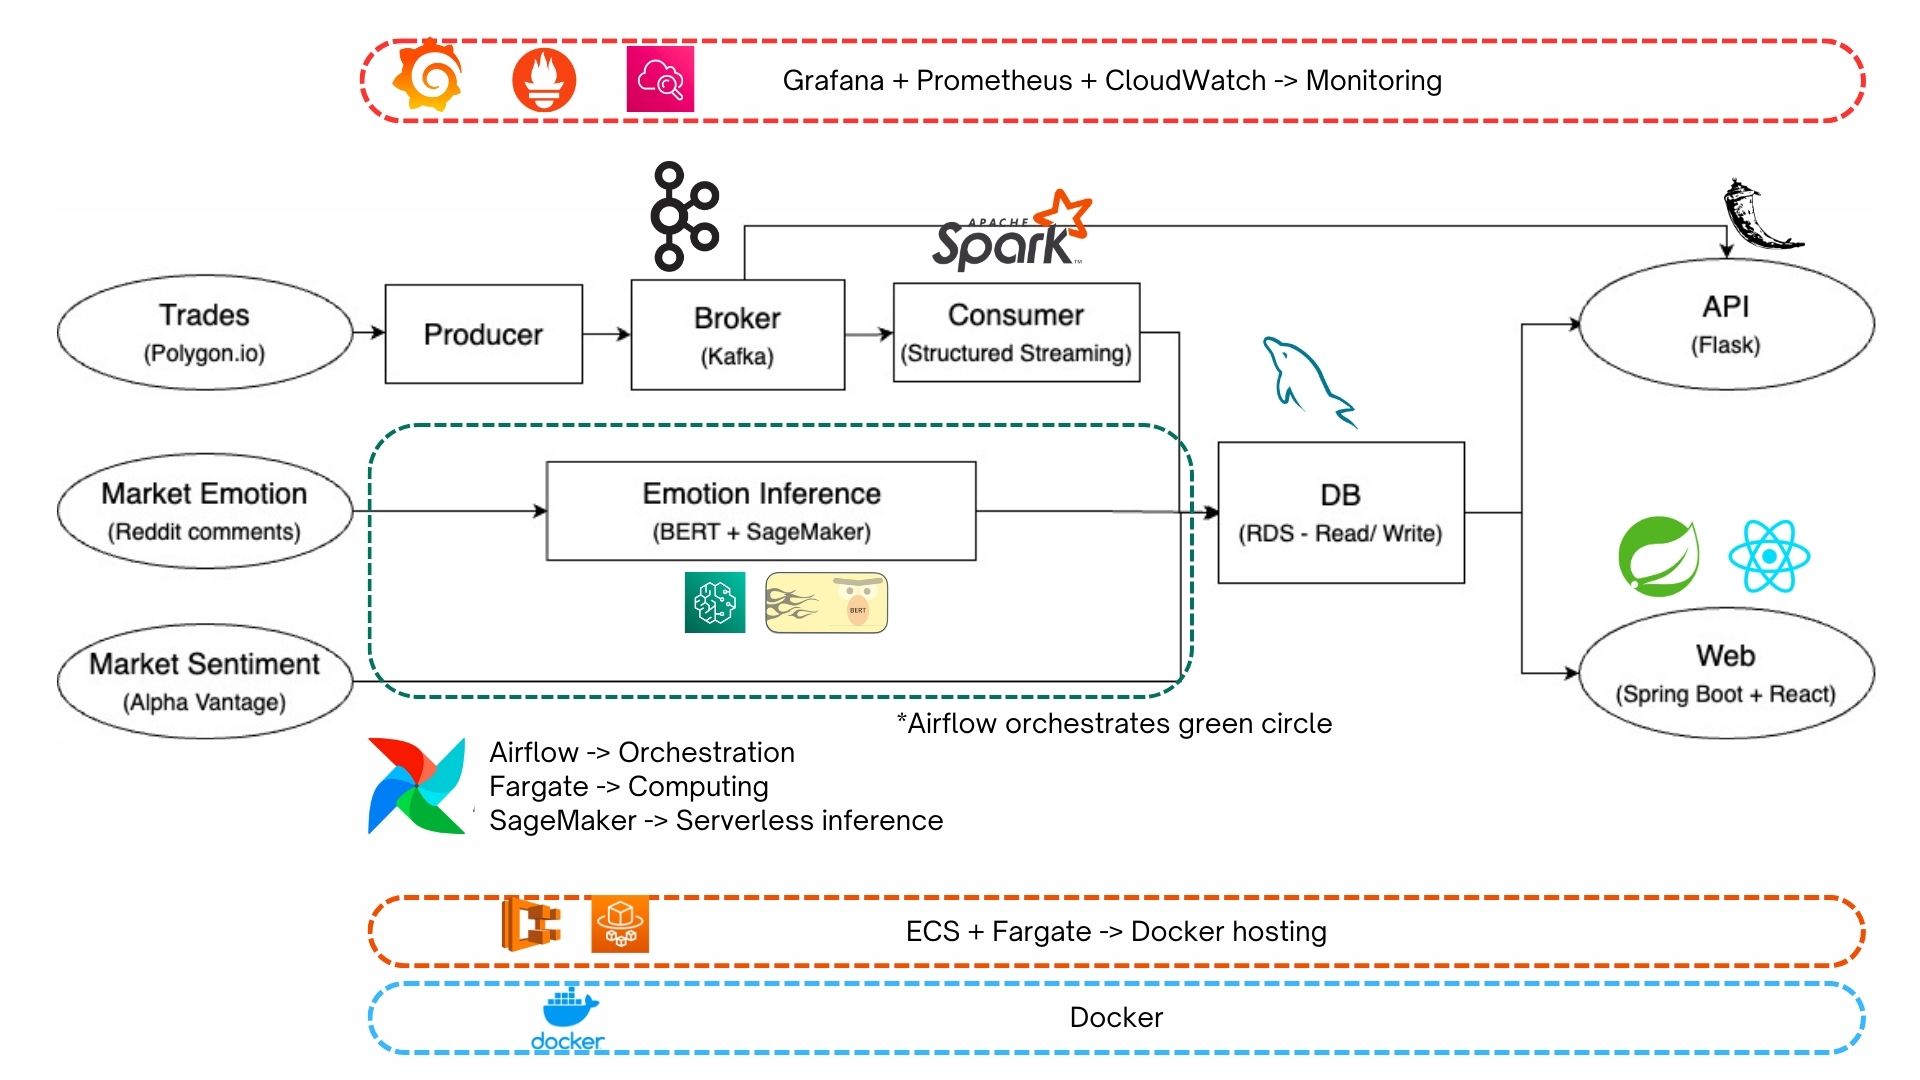 Grafana + Prometheus + CloudWatch -> Monitoring
APACHE
Spark™
Trades
(Polygon.io)
Producer
Broker
(Kafka)
Consumer
(Structured Streaming)
API
(Flask)
Market Emotion
(Reddit comments)
Emotion Inference
(BERT + SageMaker)
BERT
DB
(RDS - Read/ Write)
Market Sentiment
(Alpha Vantage)
Web
(Spring Boot + React)
*Airflow orchestrates green circle
Airflow -> Orchestration
Fargate -> Computing
SageMaker -> Serverless inference
ECS + Fargate -> Docker hosting
docker
Docker